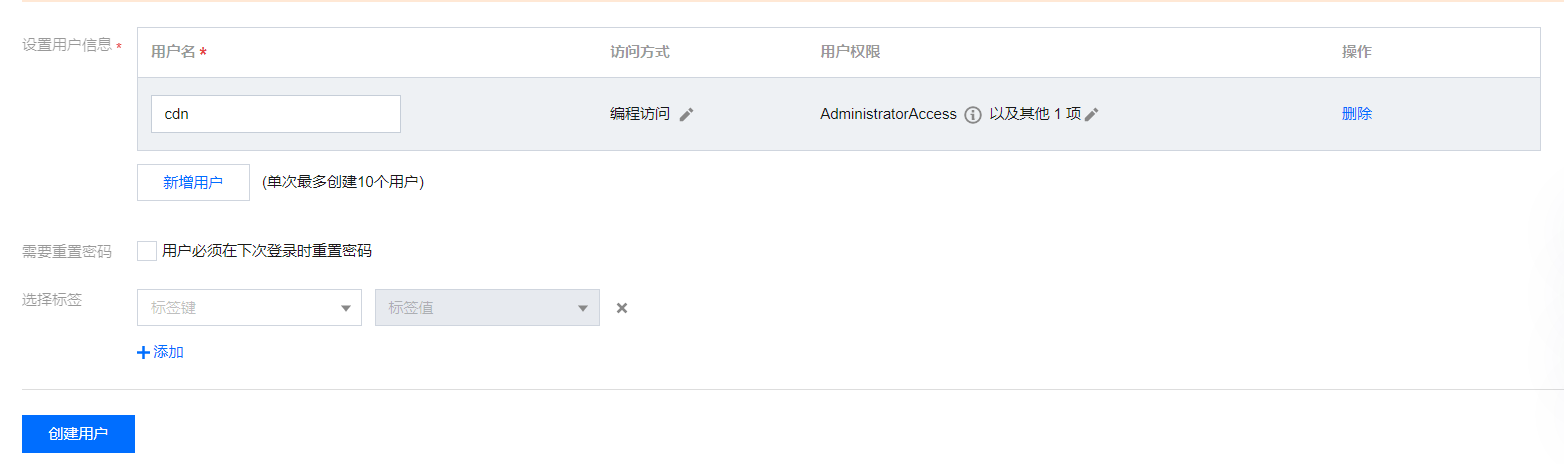 设置用户信息 * 用户名 * 访问方式 用户权限 操作
cdn 编程访问 AdministratorAccess 以及其他 1 项 删除
新增用户 (单次最多创建10个用户)
需要重置密码 用户必须在下次登录时重置密码
选择标签 标签键 标签值
添加
创建用户